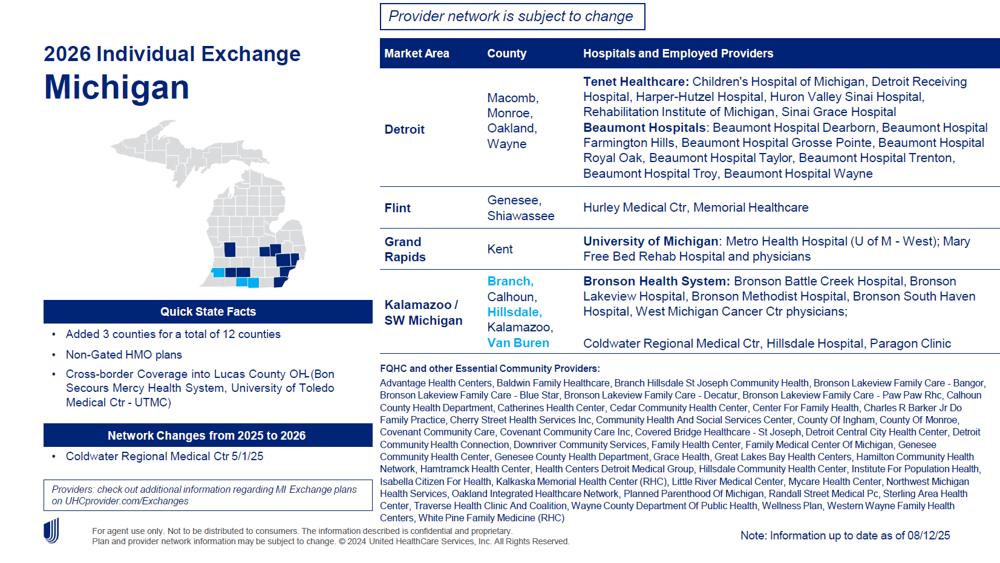 Provider network is subject to change
2026 Individual Exchange
Michigan
Quick State Facts
• Added 3 counties for a total of 12 counties
• Non-Gated HMO plans
• Cross-border Coverage into Lucas County OH (Bon
Secours Mercy Health System, University of Toledo
Medical Ctr - UTMC)
Network Changes from 2025 to 2026
• Coldwater Regional Medical Ctr 5/1/25
Providers: check out additional information regarding MI Exchange plans
on UHCprovider.com/Exchanges
Market Area County Hospitals and Employed Providers
Detroit
Macomb,
Monroe,
Oakland,
Wayne
Tenet Healthcare: Children's Hospital of Michigan, Detroit Receiving
Hospital, Harper-Hutzel Hospital, Huron Valley Sinai Hospital,
Rehabilitation Institute of Michigan, Sinai Grace Hospital
Beaumont Hospitals: Beaumont Hospital Dearborn, Beaumont Hospital
Farmington Hills, Beaumont Hospital Grosse Pointe, Beaumont Hospital
Royal Oak, Beaumont Hospital Taylor, Beaumont Hospital Trenton,
Beaumont Hospital Troy, Beaumont Hospital Wayne
Flint
Genesee,
Shiawassee
Hurley Medical Ctr, Memorial Healthcare
Grand
Rapids
Kent
University of Michigan: Metro Health Hospital (U of M - West); Mary
Free Bed Rehab Hospital and physicians
Kalamazoo /
SW Michigan
Branch,
Calhoun,
Hillsdale,
Kalamazoo,
Van Buren
Bronson Health System: Bronson Battle Creek Hospital, Bronson
Lakeview Hospital, Bronson Methodist Hospital, Bronson South Haven
Hospital, West Michigan Cancer Ctr physicians;
Coldwater Regional Medical Ctr, Hillsdale Hospital, Paragon Clinic
FQHC and other Essential Community Providers:
Advantage Health Centers, Baldwin Family Healthcare, Branch Hillsdale St Joseph Community Health, Bronson Lakeview Family Care - Bangor,
Bronson Lakeview Family Care - Blue Star, Bronson Lakeview Family Care - Decatur, Bronson Lakeview Family Care - Paw Paw Rhc, Calhoun
County Health Department, Catherines Health Center, Cedar Community Health Center, Center For Family Health, Charles R Barker Jr Do
Family Practice, Cherry Street Health Services Inc, Community Health And Social Services Center, County Of Ingham, County Of Monroe,
Covenant Community Care, Covenant Community Care Inc, Covered Bridge Healthcare - St Joseph, Detroit Central City Health Center, Detroit
Community Health Connection, Downriver Community Services, Family Health Center, Family Medical Center Of Michigan, Genesee
Community Health Center, Genesee County Health Department, Grace Health, Great Lakes Bay Health Centers, Hamilton Community Health
Network, Hamtramck Health Center, Health Centers Detroit Medical Group, Hillsdale Community Health Center, Institute For Population Health,
Isabella Citizen For Health, Kalkaska Memorial Health Center (RHC), Little River Medical Center, Mycare Health Center, Northwest Michigan
Health Services, Oakland Integrated Healthcare Network, Planned Parenthood Of Michigan, Randall Street Medical Pc, Sterling Area Health
Center, Traverse Health Clinic And Coalition, Wayne County Department Of Public Health, Wellness Plan, Western Wayne Family Health
Centers, White Pine Family Medicine (RHC)
For agent use only. Not to be distributed to consumers. The information described is confidential and proprietary.
Plan and provider network information may be subject to change. © 2024 United HealthCare Services, Inc. All Rights Reserved.
Note: Information up to date as of 08/12/25